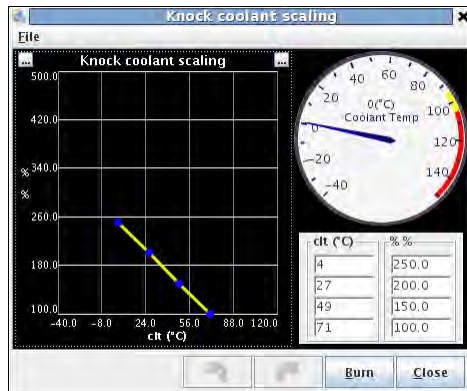 Knock coolant scaling
File
... Knock coolant scaling ...
500.0
420.0
340.0
260.0
180.0
100.0
%
%
-40.0 -8.0 24.0 56.0 88.0 120.0
clt (°C)
-40
-20
0
20
40
60
80
100
120
140
0(°C)
Coolant Temp
clt (°C) % %
4 250.0
27 200.0
49 150.0
71 100.0
Burn Close